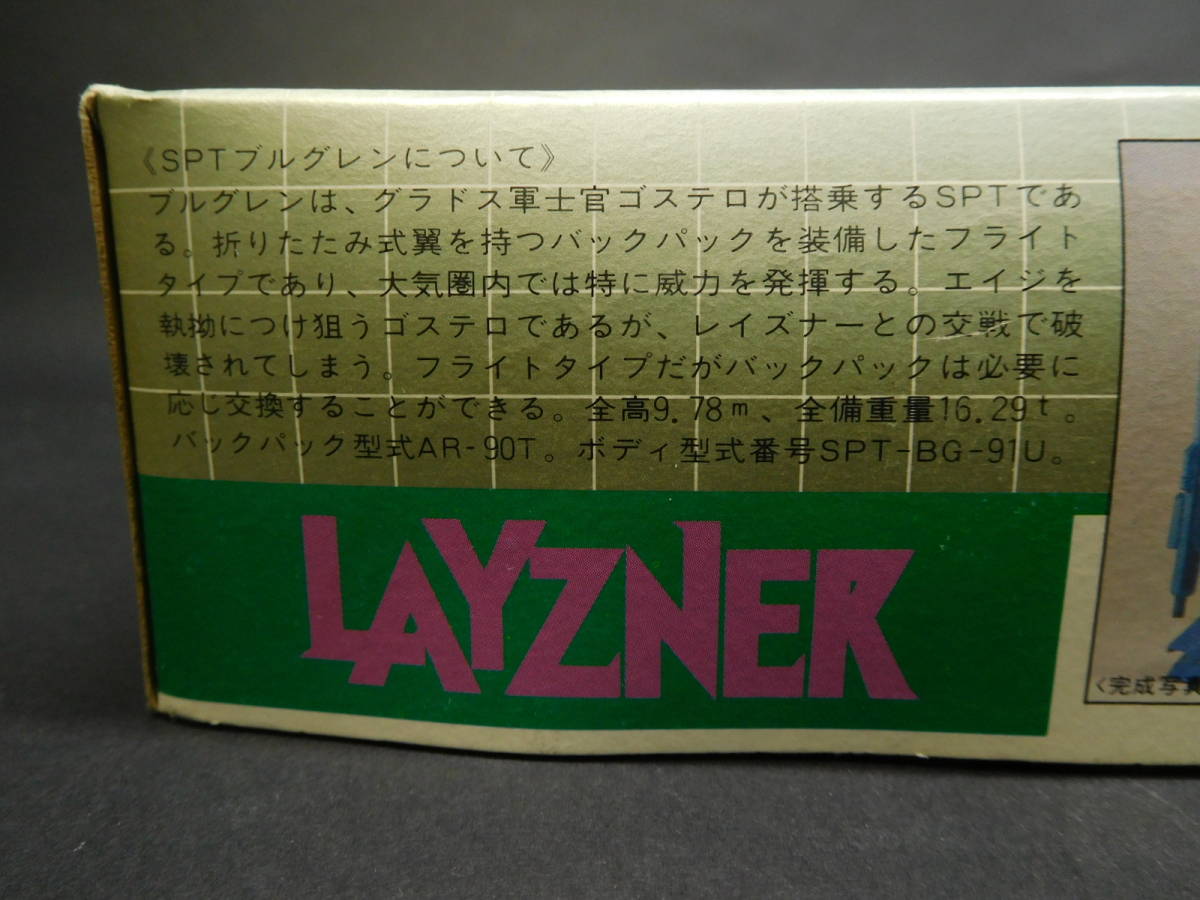 《SPTブルグレンについて》
ブルグレンは、グラドス軍士官ゴステロが搭乗するSPTであ
る。折りたたみ式翼を持つバックパックを装備したフライト
タイプであり、大気圏内では特に威力を発揮する。エイジを
執拗につけ狙うゴステロであるが、レイズナーとの交戦で破
壊されてしまう。フライトタイプだがバックパックは必要に
応じ交換することができる。全高9.78m、全備重量16.29t。
バックパック型式AR-90T。ボディ型式番号SPT-BG-91U。
LAYZNER
<完成写真